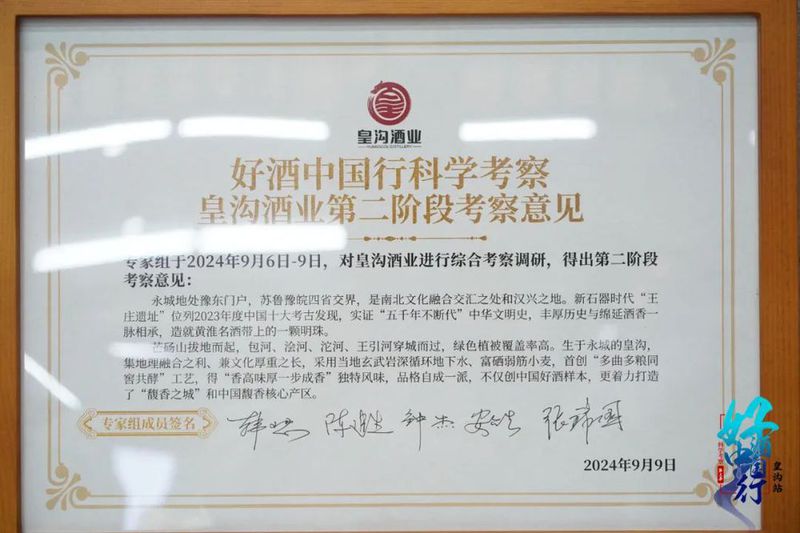 皇沟酒业
HUANGGOU DISTILLERY
好酒中国行科学考察
皇沟酒业第二阶段考察意见
专家组于2024年9月6日-9日，对皇沟酒业进行综合考察调研，得出第二阶段
考察意见：
永城地处豫东门户，苏鲁豫皖四省交界，是南北文化融合交汇之处和汉兴之地。新石器时代“王
庄遗址”位列2023年度中国十大考古发现，实证“五千年不断代”中华文明史，丰厚历史与绵延酒香一
脉相承，造就黄淮名酒带上的一颗明珠。
芒砀山拔地而起，包河、浍河、沱河、王引河穿城而过，绿色植被覆盖率高。生于永城的皇沟，
集地理融合之利、兼文化厚重之长，采用当地玄武岩深循环地下水、富硒弱筋小麦，首创“多曲多粮同
窖共酵”工艺，得“香高味厚一步成香”独特风味，品格自成一派，不仅创中国好酒样本，更着力打造
了“馥香之城”和中国馥香核心产区。
专家组成员签名
钟杰
2024年9月9日
好酒中国行
皇沟站